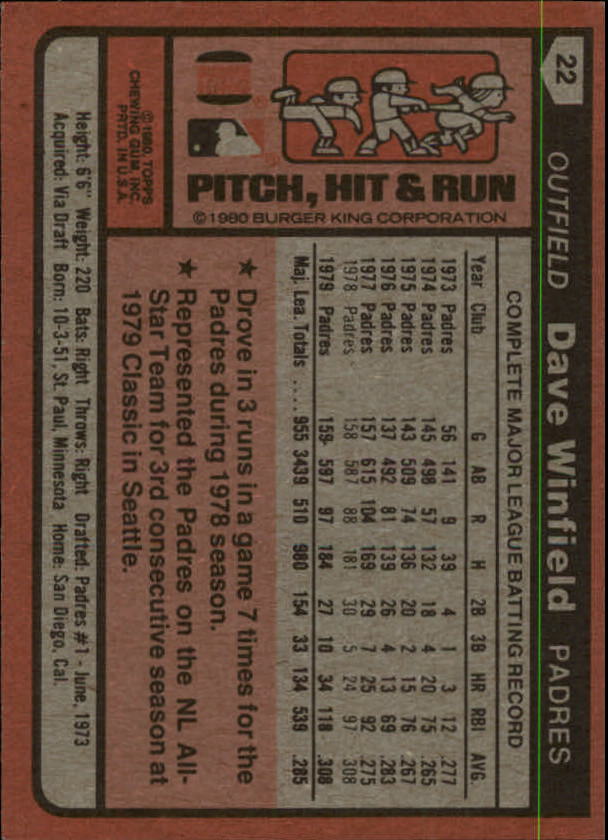 22 OUTFIELD Dave Winfield PADRES
COMPLETE MAJOR LEAGUE BATTING RECORD
Year Club G AB R H 2B 3B HR RBI AVG.
1973 Padres 56 141 9 39 4 1 3 12 .277
1974 Padres 145 498 57 132 18 4 20 75 .265
1975 Padres 143 509 74 136 20 2 15 76 .267
1976 Padres 137 492 81 139 26 4 13 69 .283
1977 Padres 157 615 104 169 29 7 25 92 .275
1978 Padres 158 587 88 181 30 5 24 97 .308
1979 Padres 159 597 97 184 27 10 34 118 .308
Maj. Lea. Totals .... 955 3439 510 980 154 33 134 539 .285
PITCH, HIT & RUN
©1980 BURGER KING CORPORATION
★ Drove in 3 runs in a game 7 times for the
Padres during 1978 season.
★ Represented the Padres on the NL All-
Star Team for 3rd consecutive season at
1979 Classic in Seattle.
©1980 TOPPS
CHEWING GUM, INC.
PRTD. IN U.S.A.
Height: 6'6" Weight: 220 Bats: Right Throws: Right Drafted: Padres #1 - June, 1973
Acquired: Via Draft Born: 10-3-51, St. Paul, Minnesota Home: San Diego, Cal.